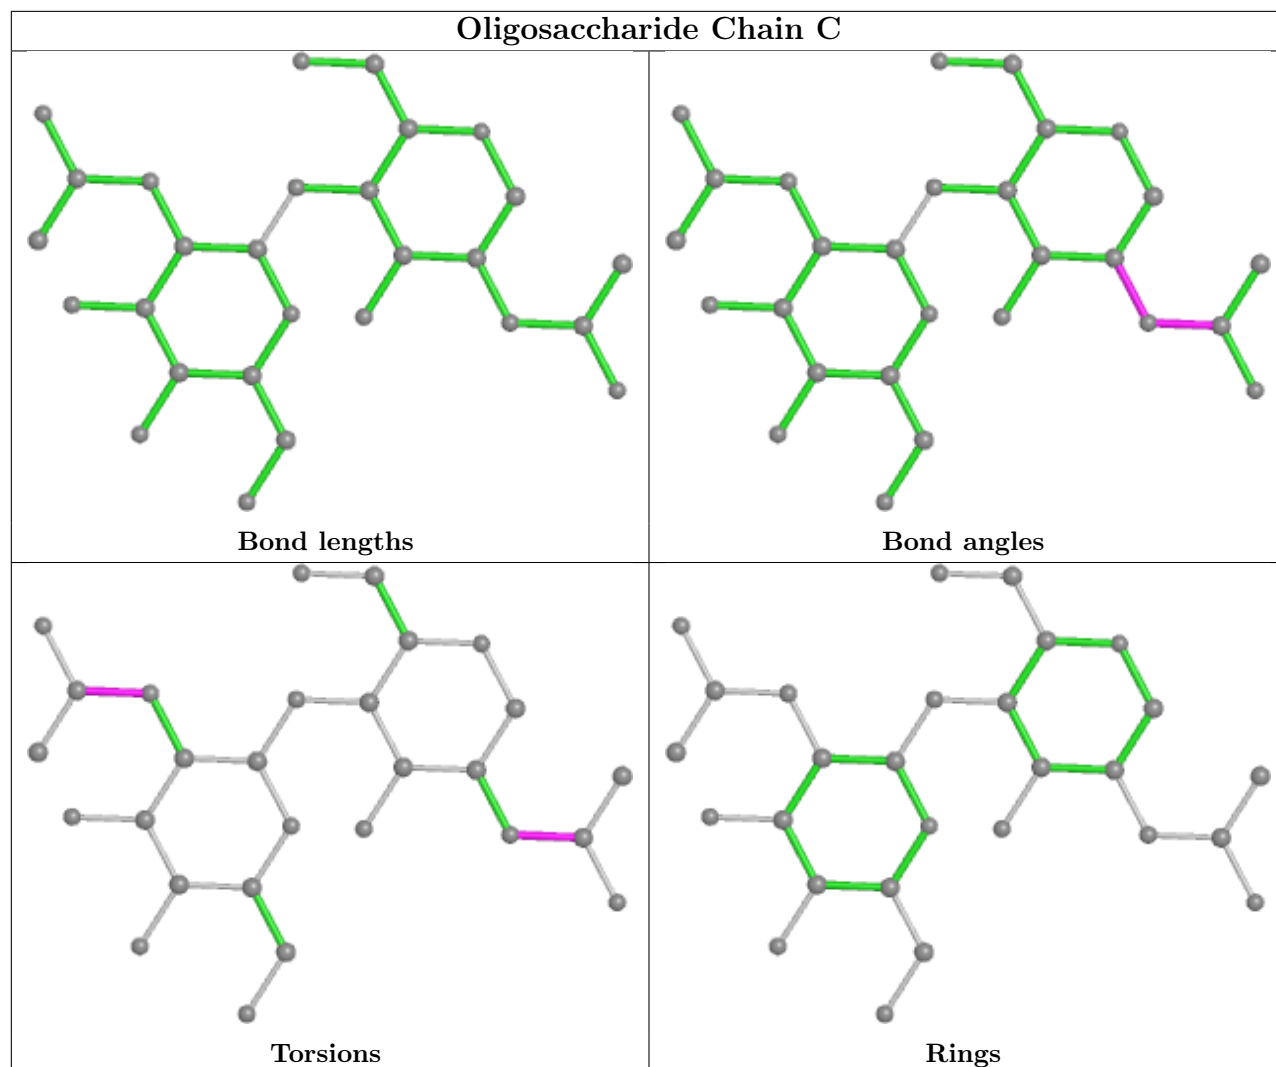 Oligosaccharide Chain C
Bond lengths
Bond angles
Torsions
Rings